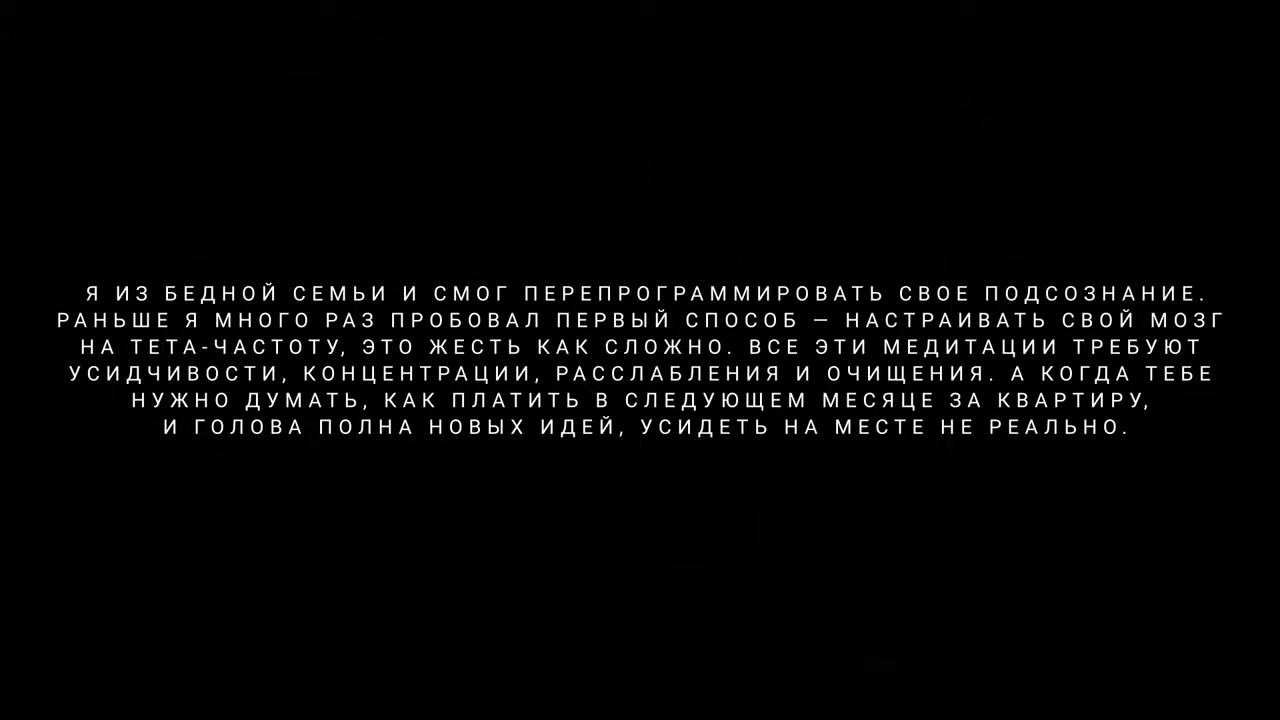 Я ИЗ БЕДНОЙ СЕМЬИ И СМОГ ПЕРЕПРОГРАММИРОВАТЬ СВОЕ ПОДСОЗНАНИЕ.
РАНЬШЕ Я МНОГО РАЗ ПРОБОВАЛ ПЕРВЫЙ СПОСОБ — НАСТРАИВАТЬ СВОЙ МОЗГ
НА ТЕТА-ЧАСТОТУ, ЭТО ЖЕСТЬ КАК СЛОЖНО. ВСЕ ЭТИ МЕДИТАЦИИ ТРЕБУЮТ
УСИДЧИВОСТИ, КОНЦЕНТРАЦИИ, РАССЛАБЛЕНИЯ И ОЧИЩЕНИЯ. А КОГДА ТЕБЕ
НУЖНО ДУМАТЬ, КАК ПЛАТИТЬ В СЛЕДУЮЩЕМ МЕСЯЦЕ ЗА КВАРТИРУ,
И ГОЛОВА ПОЛНА НОВЫХ ИДЕЙ, УСИДЕТЬ НА МЕСТЕ НЕ РЕАЛЬНО.